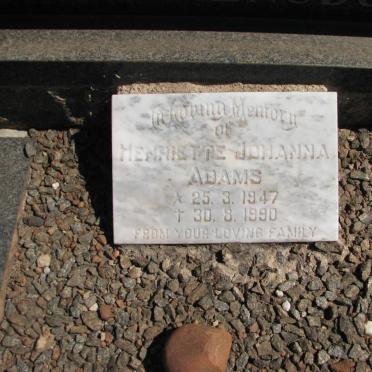 In Loving Memory
of
HENRIETTE JOHANNA
ADAMS
* 25. 3. 1947
† 30. 8. 1990
FROM YOUR LOVING FAMILY